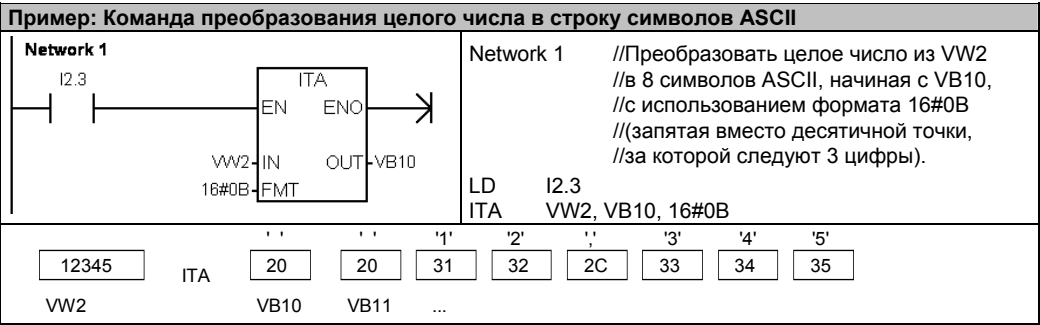 Пример: Команда преобразования целого числа в строку символов ASCII
Network 1
I2.3
ITA
EN ENO
VW2 IN OUT VB10
16#0B FMT
Network 1 //Преобразовать целое число из VW2
//в 8 символов ASCII, начиная с VB10,
//с использованием формата 16#0B
//(запятая вместо десятичной точки,
//за которой следуют 3 цифры).
LD I2.3
ITA VW2, VB10, 16#0B
' ' ' ' '1' '2' ',' '3' '4' '5'
12345 ITA 20 20 31 32 2C 33 34 35
VW2 VB10 VB11 ...